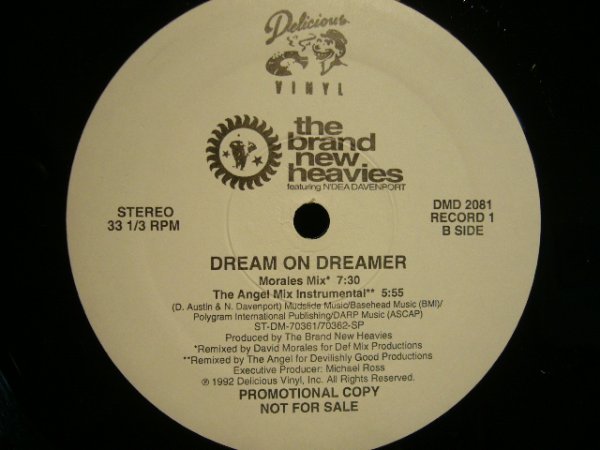 Delicious
VINYL
the
brand
new
heavies
featuring N'DEA DAVENPORT
STEREO
33 1/3 RPM
DMD 2081
RECORD 1
B SIDE
DREAM ON DREAMER
Morales Mix* 7:30
The Angel Mix Instrumental** 5:55
(D. Austin & N. Davenport) Mudslide Music/Basehead Music (BMI)/
Polygram International Publishing/DARP Music (ASCAP)
ST-DM-70361/70362-SP
Produced by The Brand New Heavies
*Remixed by David Morales for Def Mix Productions
**Remixed by The Angel for Devilishly Good Productions
Executive Producer: Michael Ross
℗ 1992 Delicious Vinyl, Inc. All Rights Reserved.
PROMOTIONAL COPY
NOT FOR SALE